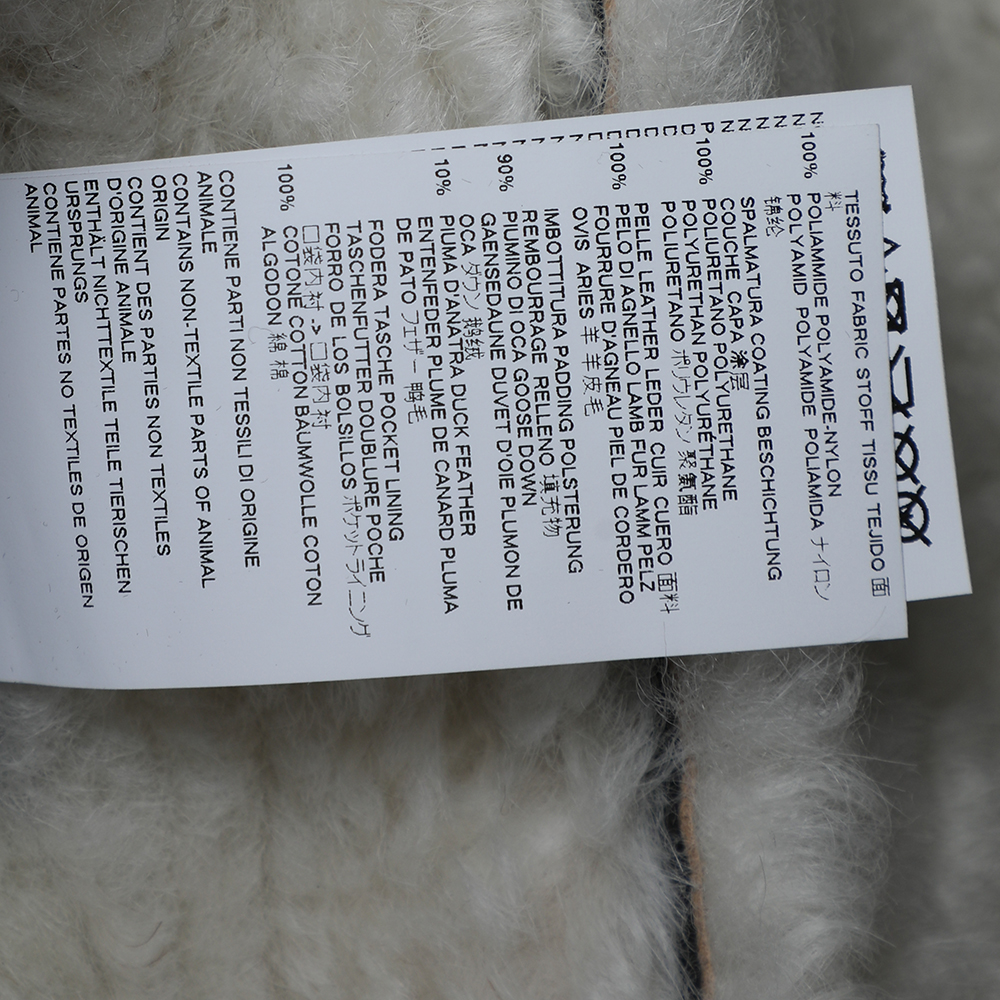 TESSUTO FABRIC STOFF TISSU TEJIDO 面
料
100% POLIAMMIDE POLYAMIDE-NYLON
POLYAMID POLYAMIDE POLIAMIDA ナイロン
锦纶
SPALMATURA COATING BESCHICHTUNG
COUCHE CAPA 涂层
100% POLIURETANO POLYURETHANE
POLYURETHAN POLYURÉTHANE
POLIURETANO ポリウレタン 聚氨酯
PELLE LEATHER LEDER CUIR CUERO 面料
100% PELO DI AGNELLO LAMB FUR LAMM PELZ
FOURRURE D'AGNEAU PIEL DE CORDERO
OVIS ARIES 羊 羊皮毛
IMBOTTITURA PADDING POLSTERUNG
REMBOURRAGE RELLENO 填充物
90% PIUMINO DI OCA GOOSE DOWN
GAENSEDAUNE DUVET D'OIE PLUMON DE
OCA ダウン 鹅绒
10% PIUMA D'ANATRA DUCK FEATHER
ENTENFEDER PLUME DE CANARD PLUMA
DE PATO フェザー 鸭毛
FODERA TASCHE POCKET LINING
TASCHENFUTTER DOUBLURE POCHE
FORRO DE LOS BOLSILLOS ポケットライニング
口袋内衬 -> 口袋内衬
100% COTONE COTTON BAUMWOLLE COTON
ALGODON 綿 棉
CONTIENE PARTI NON TESSILI DI ORIGINE
ANIMALE
CONTAINS NON-TEXTILE PARTS OF ANIMAL
ORIGIN
CONTIENT DES PARTIES NON TEXTILES
D'ORIGINE ANIMALE
ENTHÄLT NICHTTEXTILE TEILE TIERISCHEN
URSPRUNGS
CONTIENE PARTES NO TEXTILES DE ORIGEN
ANIMAL